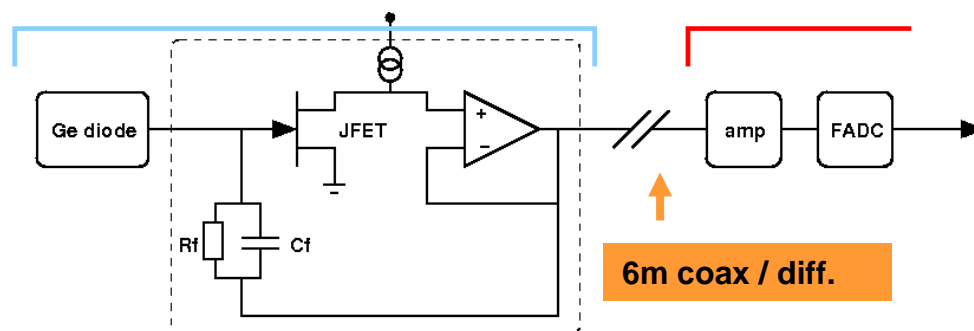 Ge diode
JFET
+
−
amp
FADC
Rf
Cf
6m coax / diff.